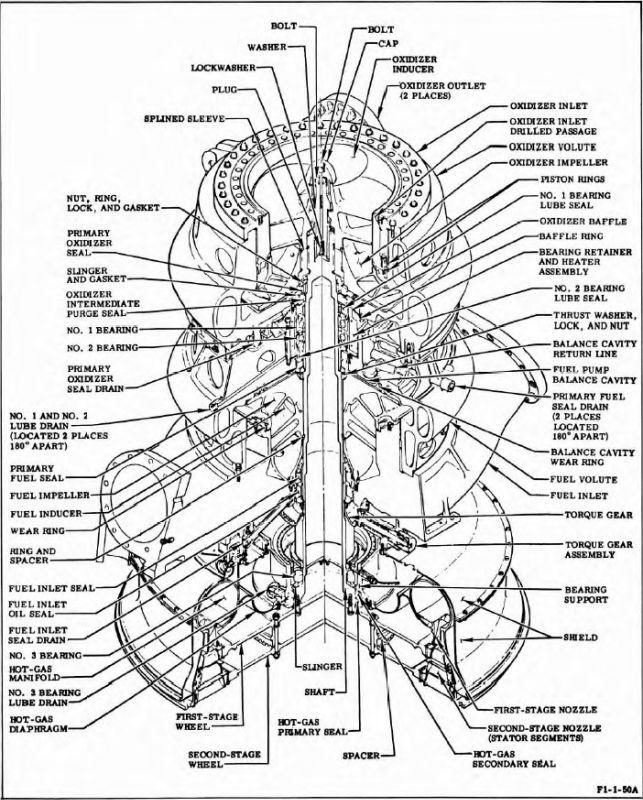 BOLT
WASHER
LOCKWASHER
PLUG
SPLINED SLEEVE
BOLT
CAP
OXIDIZER
INDUCER
OXIDIZER OUTLET
(2 PLACES)
OXIDIZER INLET
OXIDIZER INLET
DRILLED PASSAGE
OXIDIZER VOLUTE
OXIDIZER IMPELLER
PISTON RINGS
NO. 1 BEARING
LUBE SEAL
OXIDIZER BAFFLE
BAFFLE RING
BEARING RETAINER
AND HEATER
ASSEMBLY
NO. 2 BEARING
LUBE SEAL
THRUST WASHER,
LOCK, AND NUT
BALANCE CAVITY
RETURN LINE
FUEL PUMP
BALANCE CAVITY
PRIMARY FUEL
SEAL DRAIN
(2 PLACES
LOCATED
180° APART)
BALANCE CAVITY
WEAR RING
FUEL VOLUTE
FUEL INLET
TORQUE GEAR
TORQUE GEAR
ASSEMBLY
BEARING
SUPPORT
SHIELD
FIRST-STAGE NOZZLE
SECOND-STAGE NOZZLE
(STATOR SEGMENTS)
HOT-GAS
SECONDARY SEAL
NUT, RING,
LOCK, AND GASKET
PRIMARY
OXIDIZER
SEAL
SLINGER
AND GASKET
OXIDIZER
INTERMEDIATE
PURGE SEAL
NO. 1 BEARING
NO. 2 BEARING
PRIMARY
OXIDIZER
SEAL DRAIN
NO. 1 AND NO. 2
LUBE DRAIN
(LOCATED 2 PLACES
180° APART)
PRIMARY
FUEL SEAL
FUEL IMPELLER
FUEL INDUCER
WEAR RING
RING AND
SPACER
FUEL INLET SEAL
FUEL INLET
OIL SEAL
FUEL INLET
SEAL DRAIN
NO. 3 BEARING
HOT-GAS
MANIFOLD
NO. 3 BEARING
LUBE DRAIN
HOT-GAS
DIAPHRAGM
FIRST-STAGE
WHEEL
SECOND-STAGE
WHEEL
SLINGER
SHAFT
HOT-GAS
PRIMARY SEAL
SPACER
F1-1-50A